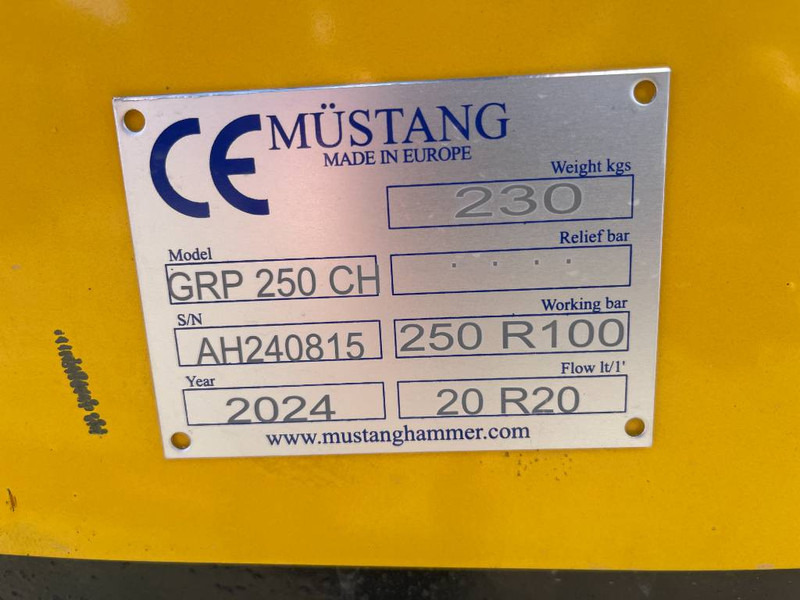 CE MÜSTANG
MADE IN EUROPE
Weight kgs
230
Relief bar
. . . .
Model
GRP 250 CH
Working bar
250 R100
S/N
AH240815
Flow lt/1'
20 R20
Year
2024
www.mustanghammer.com